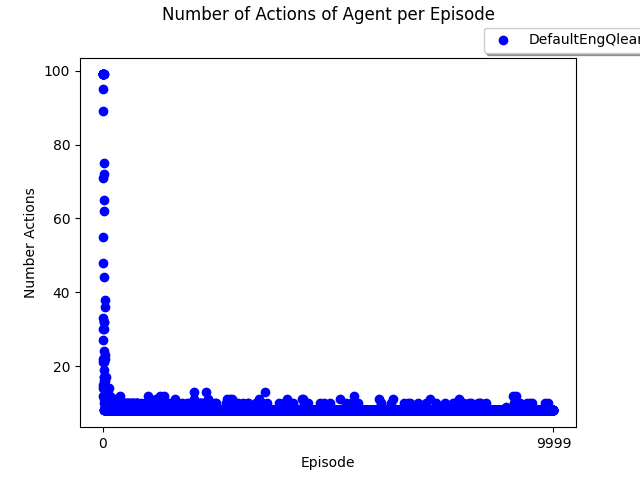 Number of Actions of Agent per Episode
DefaultEngQlear
100
80
60
40
20
Number Actions
0
9999
Episode